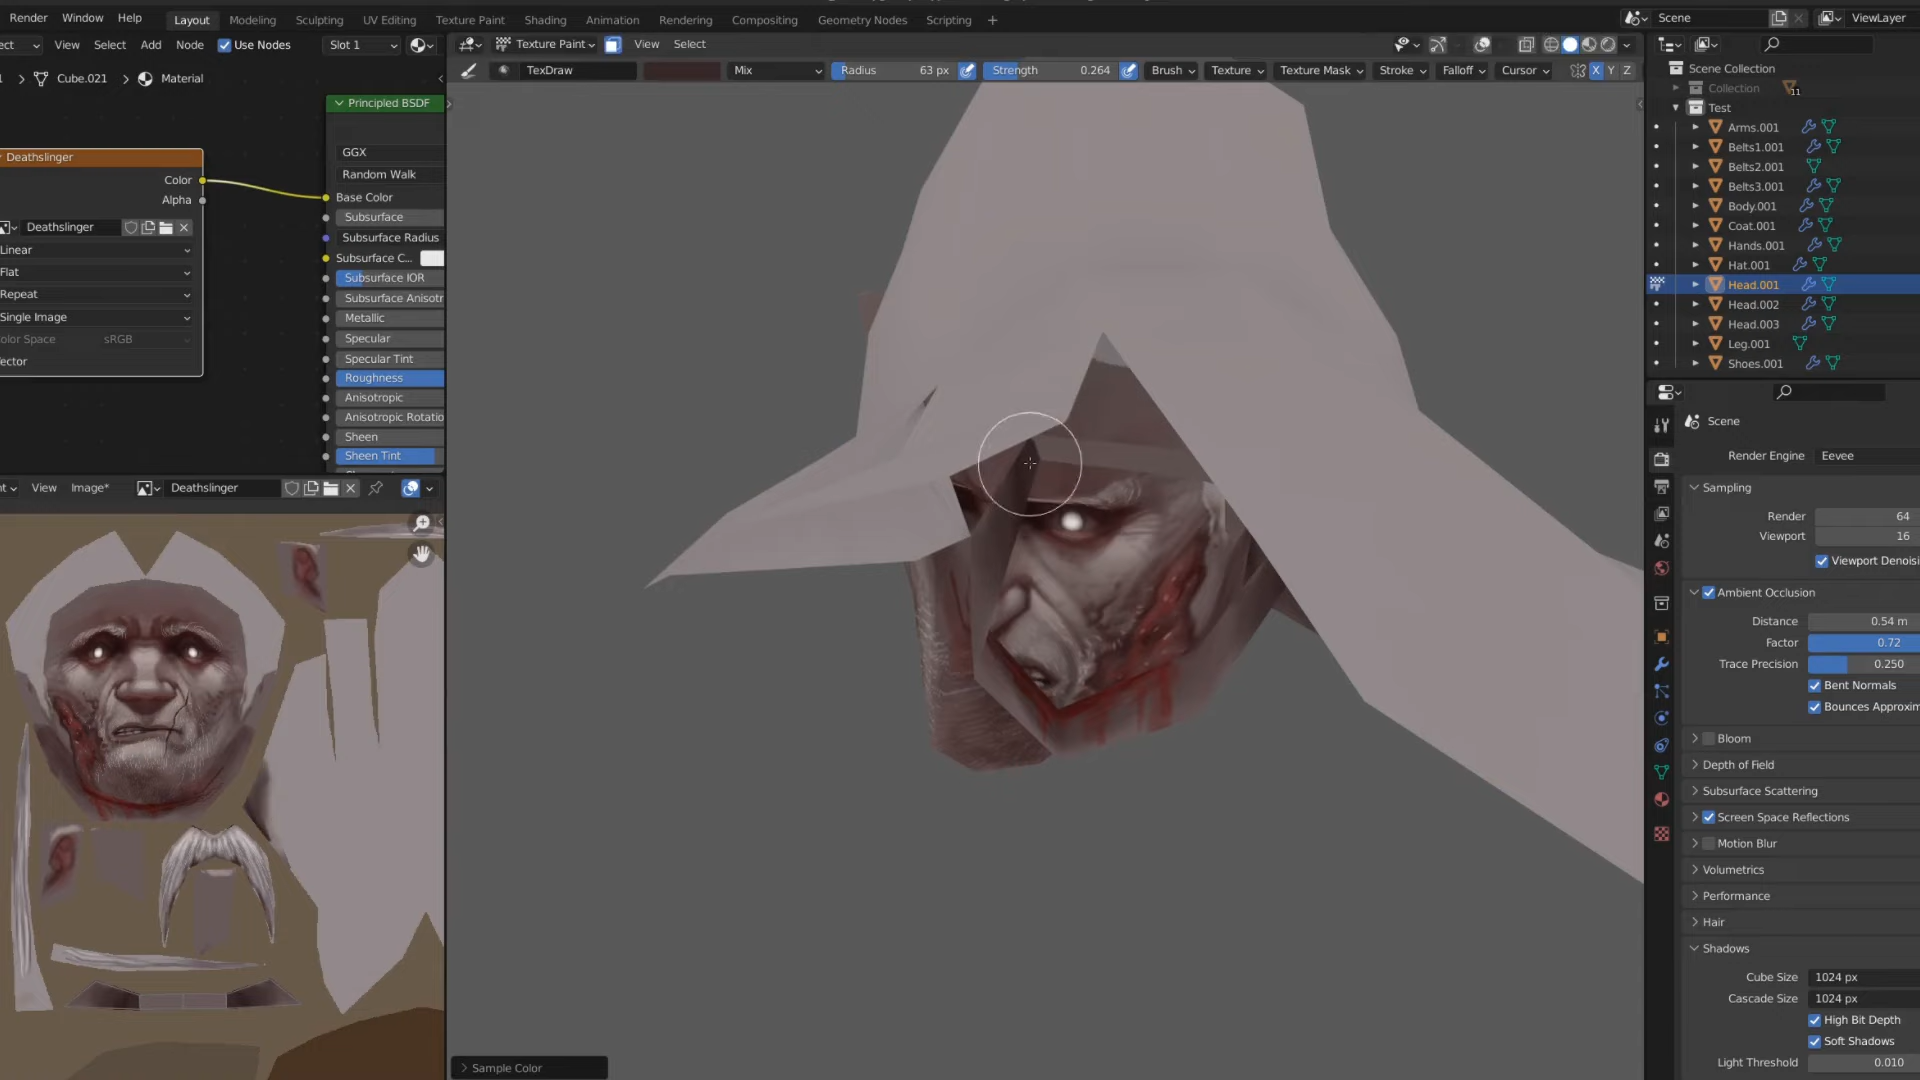 Render Window Help Layout Modeling Sculpting UV Editing Texture Paint Shading Animation Rendering Compositing Geometry Nodes Scripting + Scene ViewLayer
ect View Select Add Node Use Nodes Slot 1 Texture Paint View Select
TexDraw Mix Radius 63 px Strength 0.264 Brush Texture Texture Mask Stroke Falloff Cursor X Y Z
Cube.021 > Material
Principled BSDF
GGX
Random Walk
Base Color
Subsurface
Subsurface Radius
Subsurface C...
Subsurface IOR
Subsurface Anisotr
Metallic
Specular
Specular Tint
Roughness
Anisotropic
Anisotropic Rotatio
Sheen
Sheen Tint
Deathslinger
Color
Alpha
Deathslinger
Linear
Flat
Repeat
Single Image
olor Space sRGB
ector
View Image* Deathslinger
Sample Color
Scene Collection
Collection 11
Test
Arms.001
Belts1.001
Belts2.001
Belts3.001
Body.001
Coat.001
Hands.001
Hat.001
Head.001
Head.002
Head.003
Leg.001
Shoes.001
Scene
Render Engine Eevee
Sampling
Render 64
Viewport 16
Viewport Denoisi
Ambient Occlusion
Distance 0.54 m
Factor 0.72
Trace Precision 0.250
Bent Normals
Bounces Approxim
Bloom
Depth of Field
Subsurface Scattering
Screen Space Reflections
Motion Blur
Volumetrics
Performance
Hair
Shadows
Cube Size 1024 px
Cascade Size 1024 px
High Bit Depth
Soft Shadows
Light Threshold 0.010